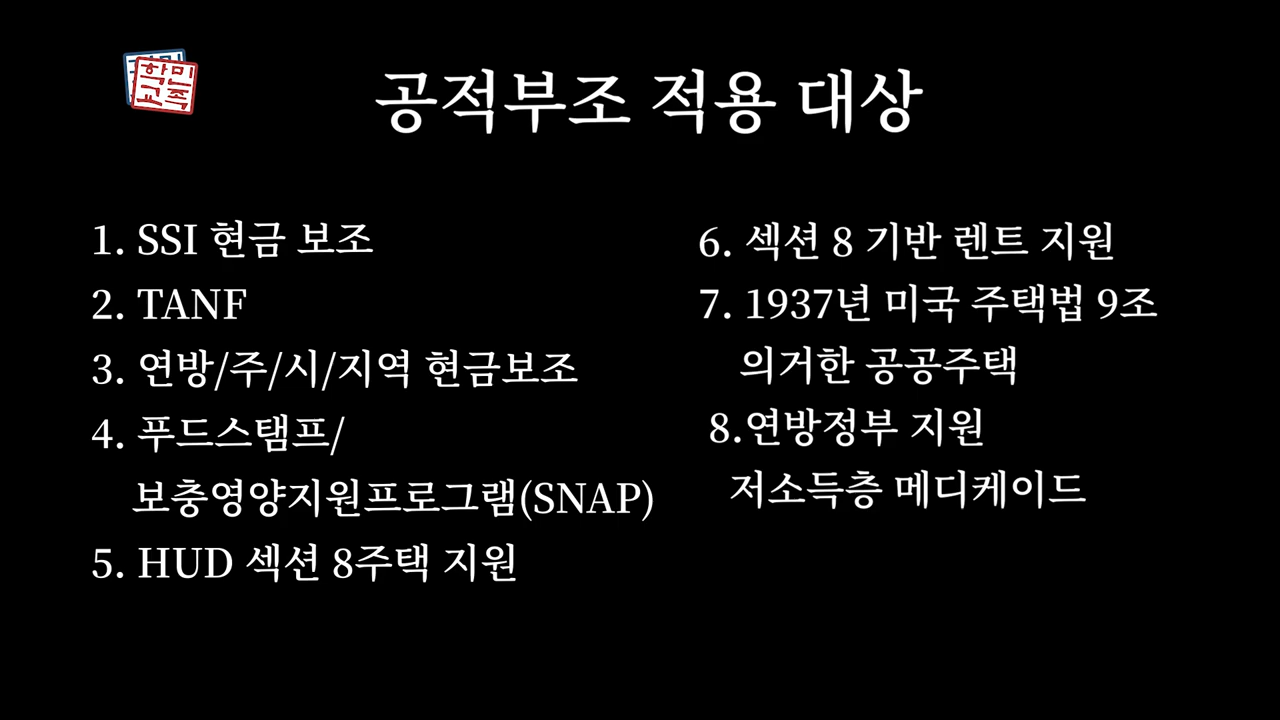 학민
교족
공적부조 적용 대상
1. SSI 현금 보조
2. TANF
3. 연방/주/시/지역 현금보조
4. 푸드스탬프/
보충영양지원프로그램(SNAP)
5. HUD 섹션 8주택 지원
6. 섹션 8 기반 렌트 지원
7. 1937년 미국 주택법 9조
의거한 공공주택
8.연방정부 지원
저소득층 메디케이드